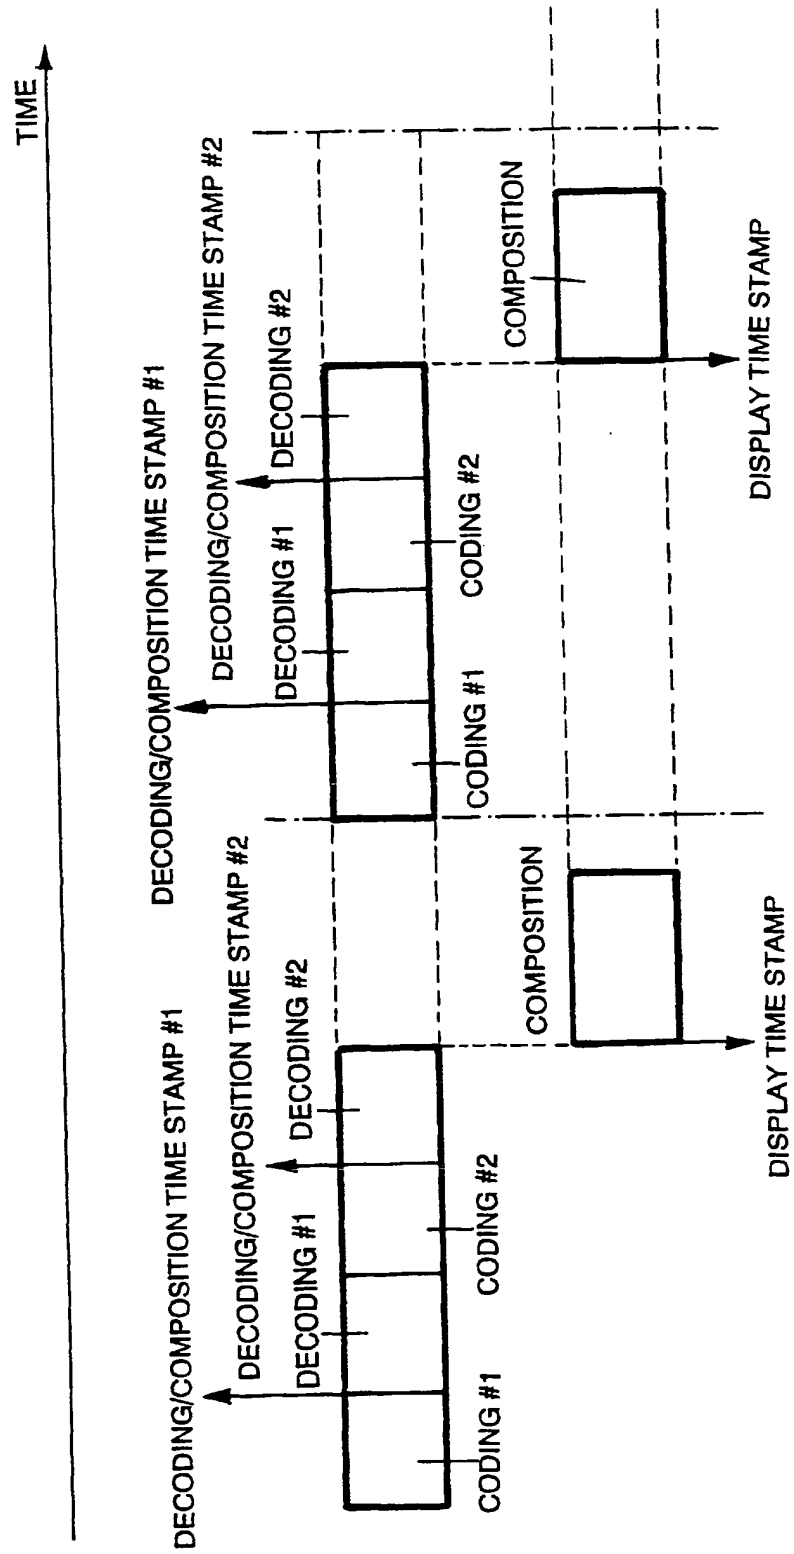 TIME
DECODING/COMPOSITION TIME STAMP #1
DECODING/COMPOSITION TIME STAMP #2
DECODING #1
DECODING #2
CODING #1
CODING #2
COMPOSITION
DISPLAY TIME STAMP
DECODING/COMPOSITION TIME STAMP #1
DECODING/COMPOSITION TIME STAMP #2
DECODING #1
DECODING #2
CODING #1
CODING #2
COMPOSITION
DISPLAY TIME STAMP